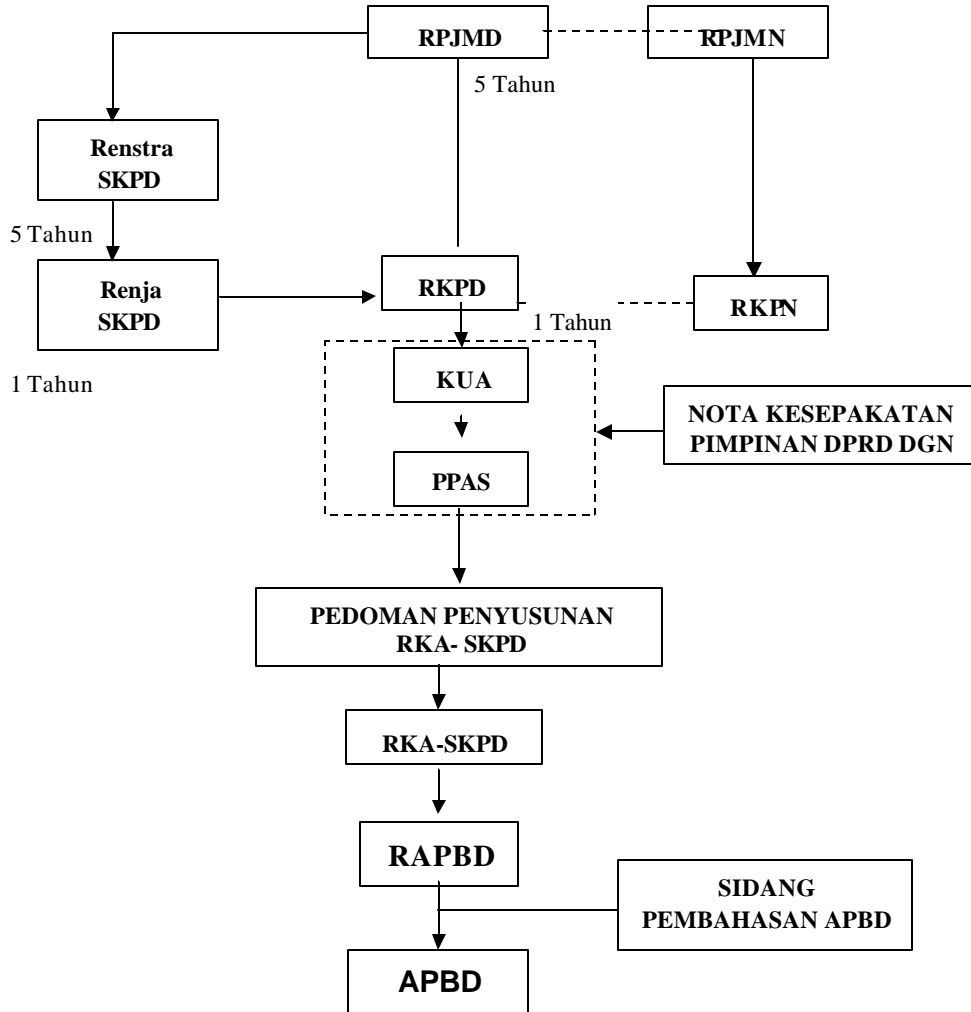 RPJMD
RPJMN
5 Tahun
Renstra
SKPD
5 Tahun
Renja
SKPD
RKPD
RKPN
1 Tahun
1 Tahun
KUA
NOTA KESEPAKATAN
PIMPINAN DPRD DGN
PPAS
PEDOMAN PENYUSUNAN
RKA- SKPD
RKA-SKPD
RAPBD
SIDANG
PEMBAHASAN APBD
APBD